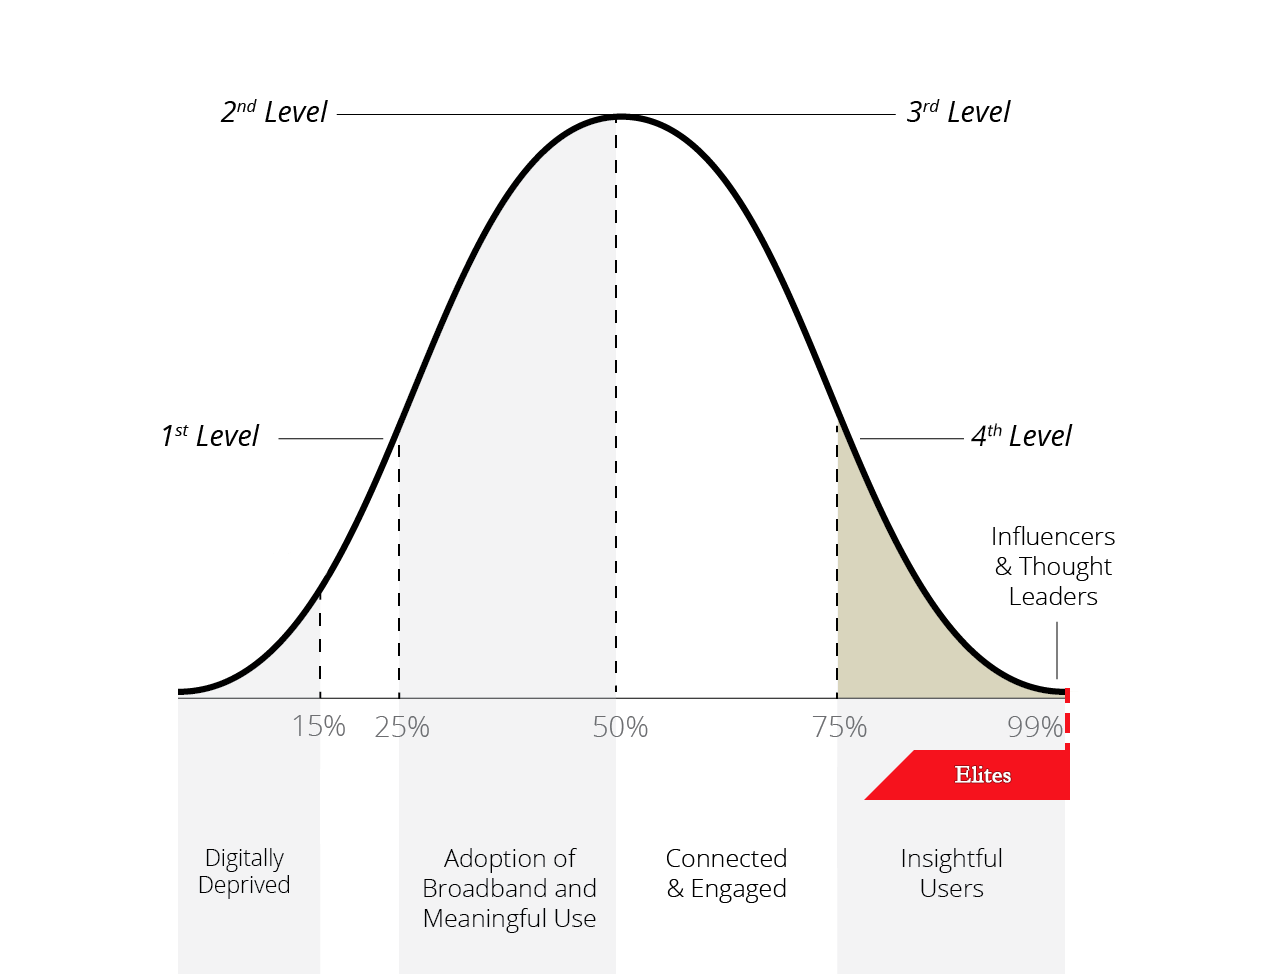 2nd Level
3rd Level
1st Level
4th Level
Influencers
& Thought
Leaders
15%
25%
50%
75%
99%
Elites
Digitally
Deprived
Adoption of
Broadband and
Meaningful Use
Connected
& Engaged
Insightful
Users